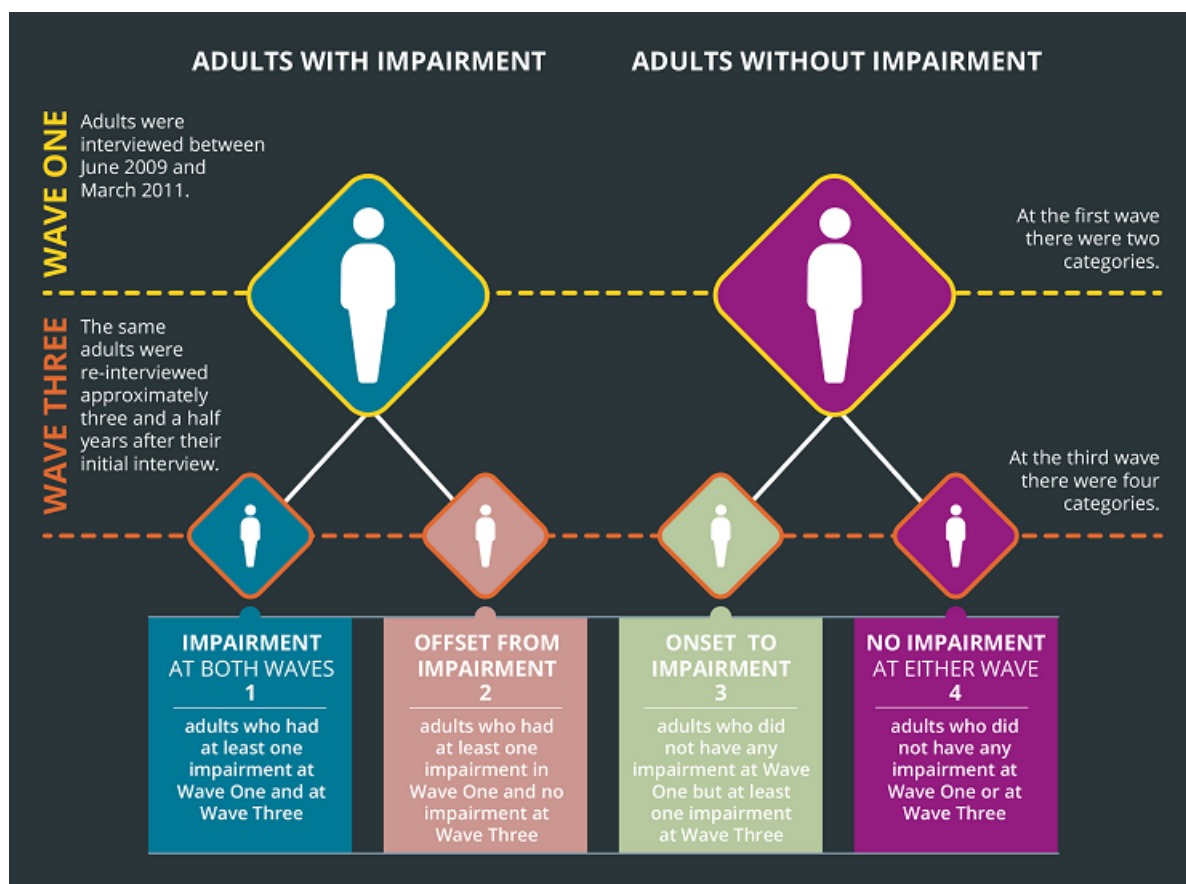 ADULTS WITH IMPAIRMENT
ADULTS WITHOUT IMPAIRMENT
WAVE ONE
Adults were
interviewed between
June 2009 and
March 2011.
At the first wave
there were two
categories.
WAVE THREE
The same
adults were
re-interviewed
approximately
three and a half
years after their
initial interview.
At the third wave
there were four
categories.
IMPAIRMENT
AT BOTH WAVES
1
adults who had
at least one
impairment at
Wave One and at
Wave Three
OFFSET FROM
IMPAIRMENT
2
adults who had
at least one
impairment in
Wave One and no
impairment at
Wave Three
ONSET TO
IMPAIRMENT
3
adults who did
not have any
impairment at Wave
One but at least
one impairment
at Wave Three
NO IMPAIRMENT
AT EITHER WAVE
4
adults who did
not have any
impairment at
Wave One or at
Wave Three